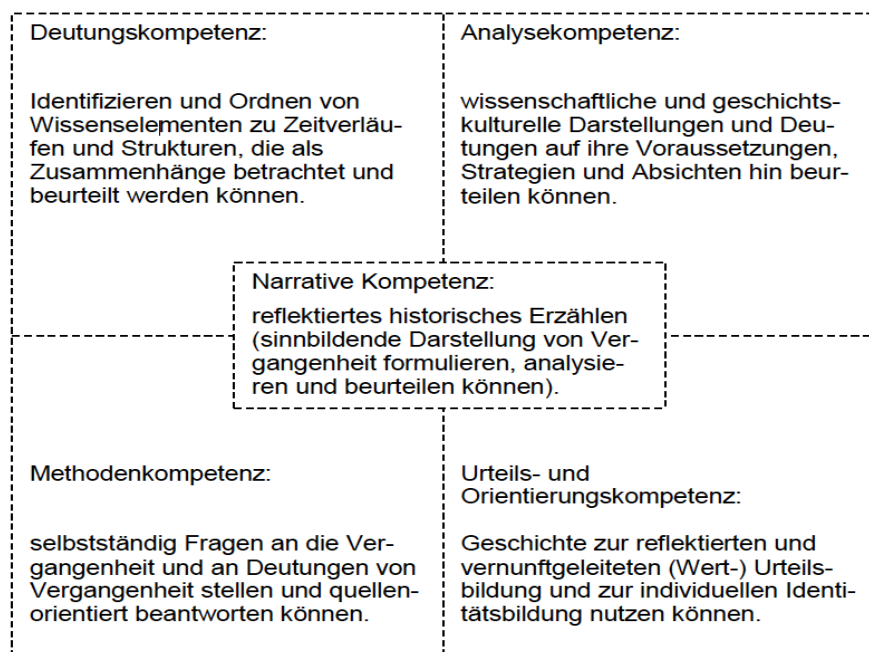 Deutungskompetenz:
Identifizieren und Ordnen von
Wissenselementen zu Zeitverläu-
fen und Strukturen, die als
Zusammenhänge betrachtet und
beurteilt werden können.
Analysekompetenz:
wissenschaftliche und geschichts-
kulturelle Darstellungen und Deu-
tungen auf ihre Voraussetzungen,
Strategien und Absichten hin beur-
teilen können.
Narrative Kompetenz:
reflektiertes historisches Erzählen
(sinnbildende Darstellung von Ver-
gangenheit formulieren, analysie-
ren und beurteilen können).
Methodenkompetenz:
selbstständig Fragen an die Ver-
gangenheit und an Deutungen von
Vergangenheit stellen und quellen-
orientiert beantworten können.
Urteils- und
Orientierungskompetenz:
Geschichte zur reflektierten und
vernunftgeleiteten (Wert-) Urteils-
bildung und zur individuellen Identi-
tätsbildung nutzen können.